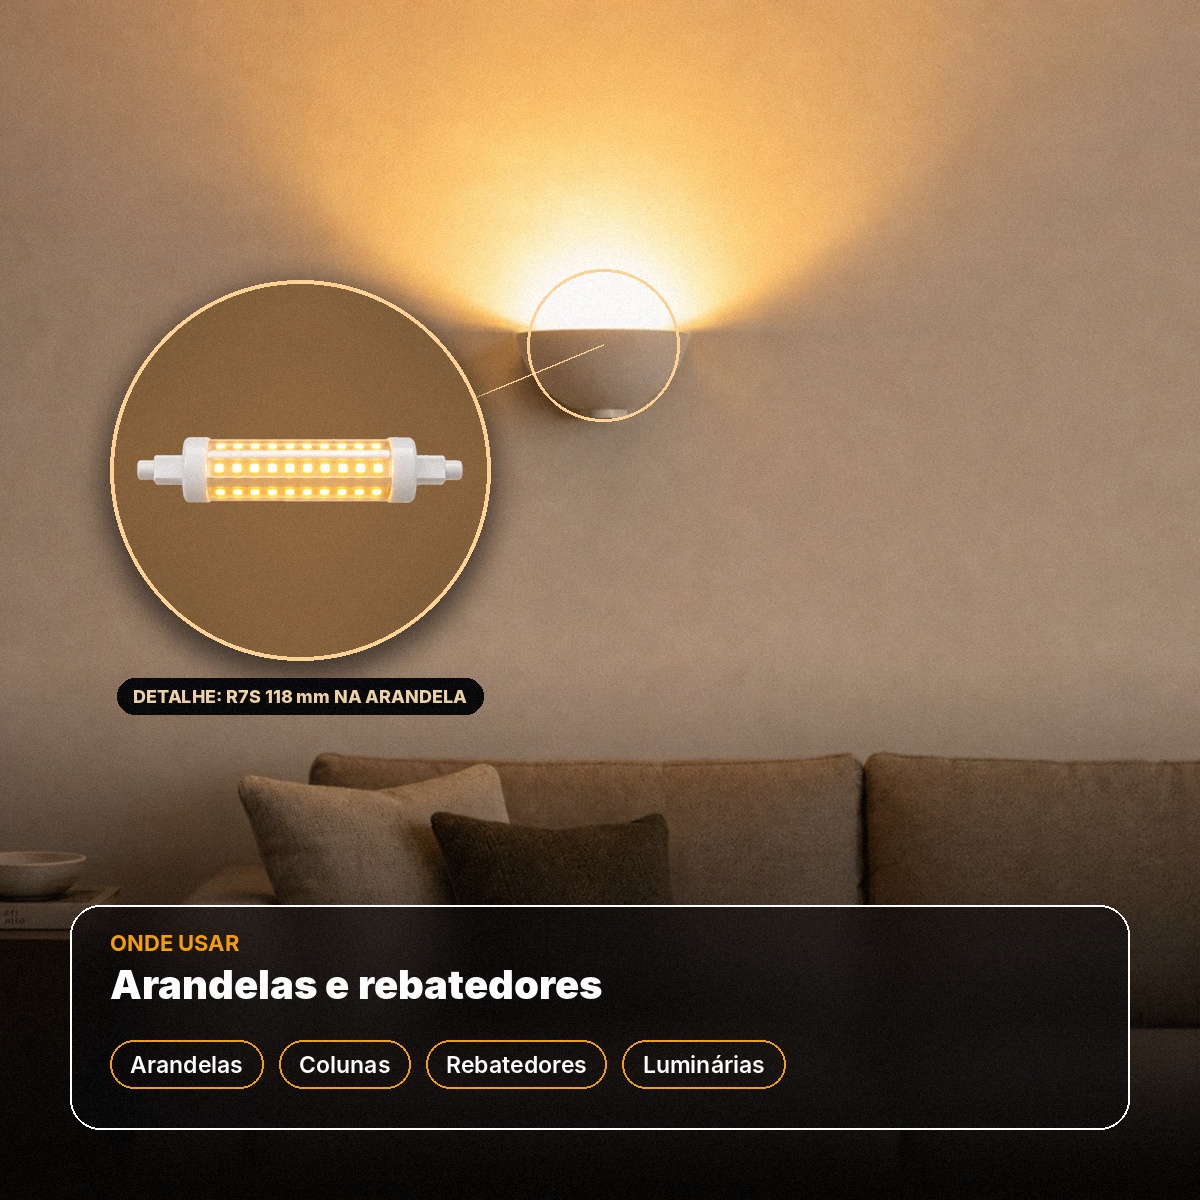 DETALHE: R7S 118 mm NA ARANDELA
ONDE USAR
Arandelas e rebatedores
Arandelas
Colunas
Rebatedores
Luminárias